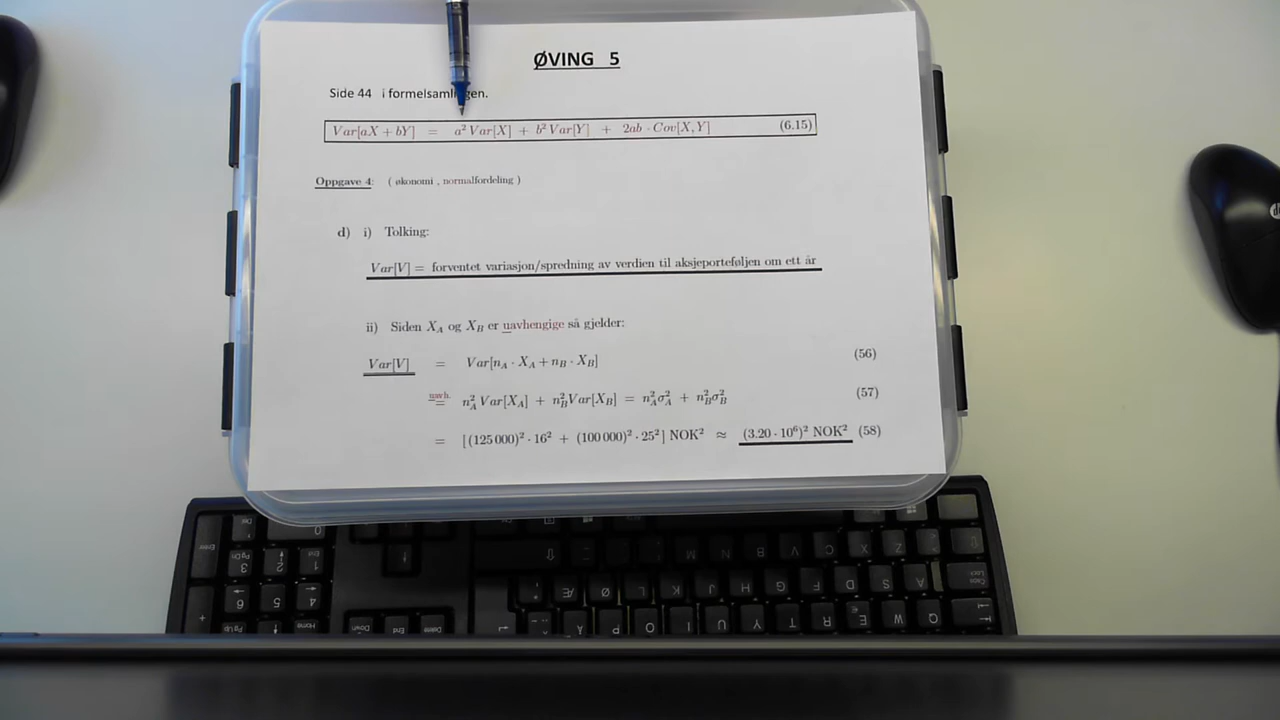 ØVING 5
Side 44 i formelsamlingen.
Var[aX + bY] = a² Var[X] + b² Var[Y] + 2ab · Cov[X, Y] (6.15)
Oppgave 4: ( økonomi , normalfordeling )
d) i) Tolking:
Var[V] = forventet variasjon/spredning av verdien til aksjeporteføljen om ett år
ii) Siden X_A og X_B er uavhengige så gjelder:
Var[V] = Var[n_A · X_A + n_B · X_B] (56)
uavh. = n_A² Var[X_A] + n_B² Var[X_B] = n_A² σ_A² + n_B² σ_B² (57)
= [(125 000)² · 16² + (100 000)² · 25²] NOK² ≈ (3.20 · 10⁶)² NOK² (58)